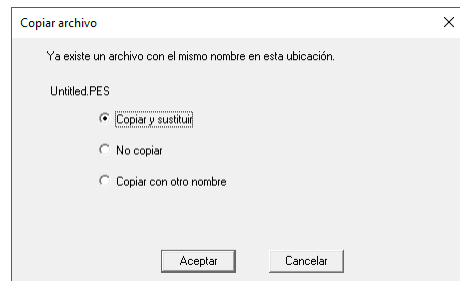 Copiar archivo
Ya existe un archivo con el mismo nombre en esta ubicación.
Untitled.PES
Copiar y sustituir
No copiar
Copiar con otro nombre
Aceptar
Cancelar